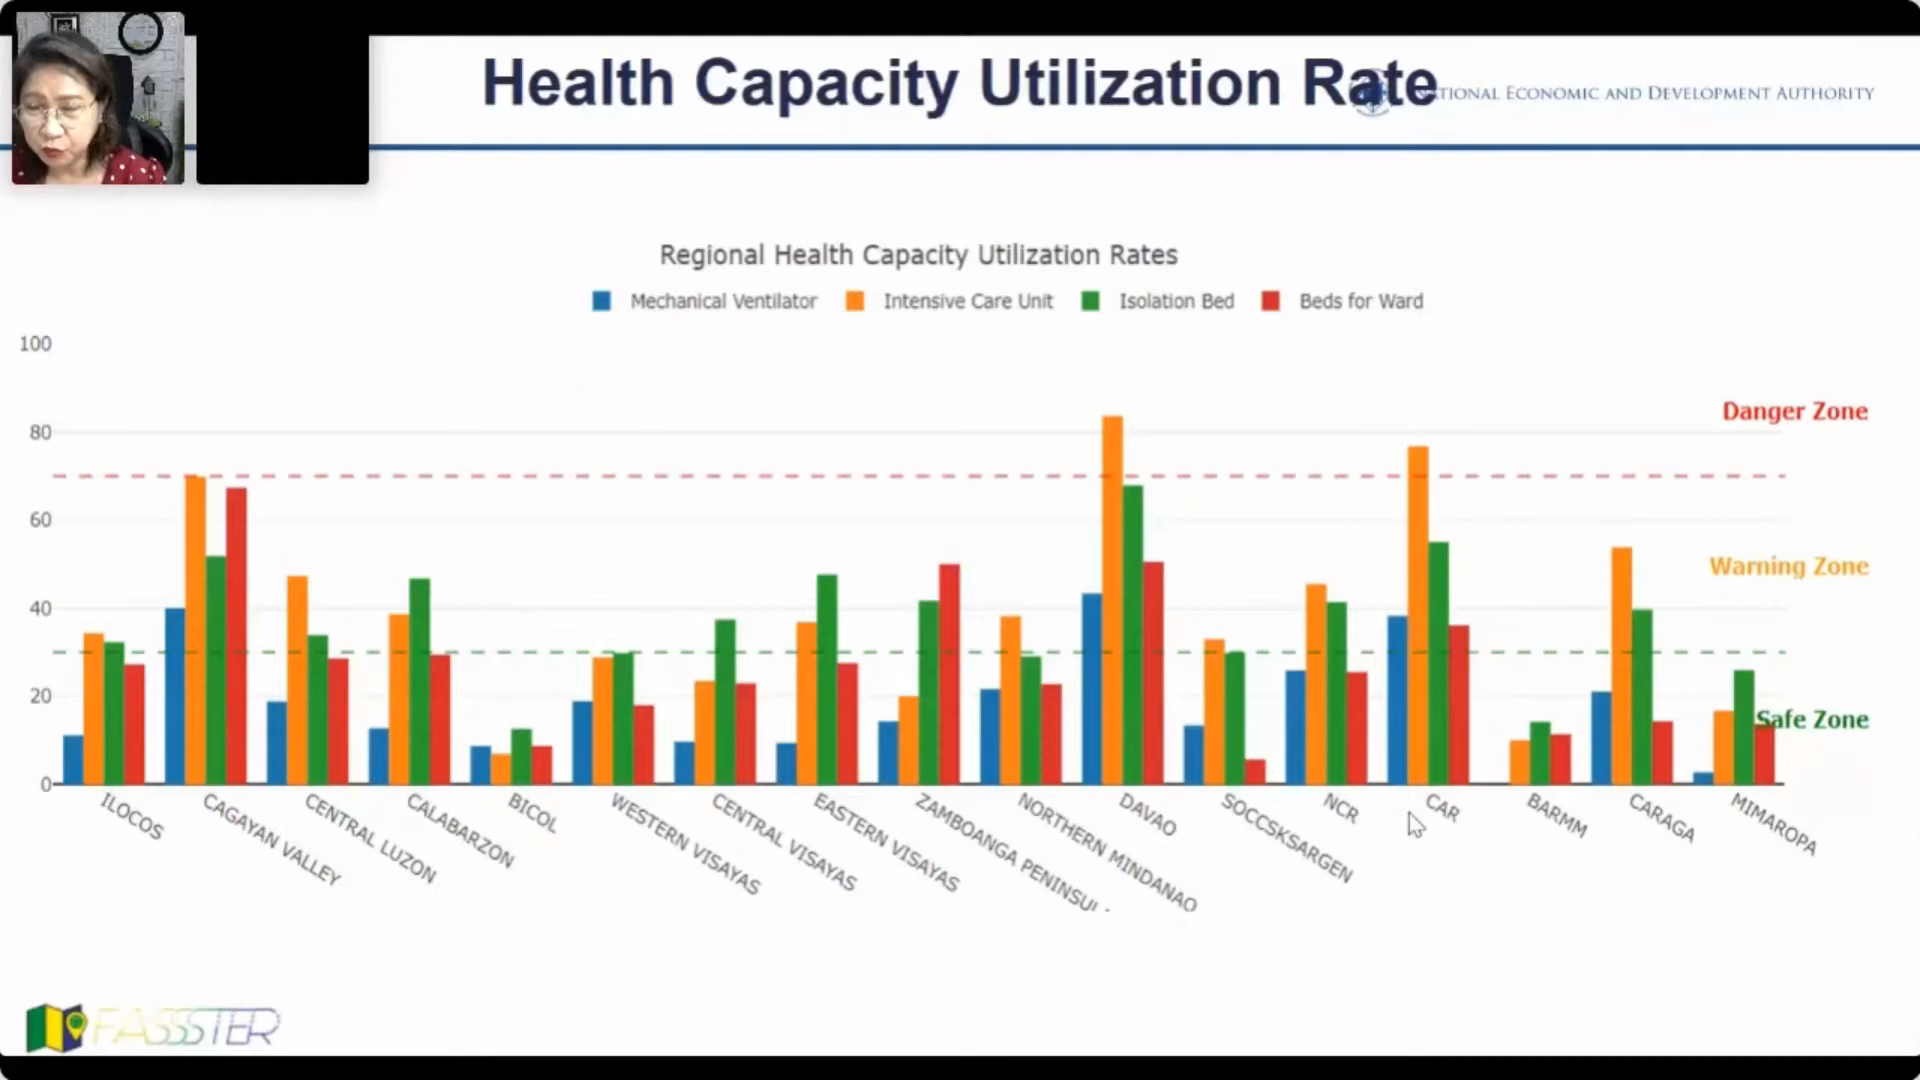 Health Capacity Utilization Rate
NATIONAL ECONOMIC AND DEVELOPMENT AUTHORITY
Regional Health Capacity Utilization Rates
Mechanical Ventilator Intensive Care Unit Isolation Bed Beds for Ward
100
Danger Zone
80
60
Warning Zone
40
20
Safe Zone
0
ILOCOS
CAGAYAN VALLEY
CENTRAL LUZON
CALABARZON
BICOL
WESTERN VISAYAS
CENTRAL VISAYAS
EASTERN VISAYAS
ZAMBOANGA PENINSUL
NORTHERN MINDANAO
DAVAO
SOCCSKSARGEN
NCR
CAR
BARMM
CARAGA
MIMAROPA
FASSSTER